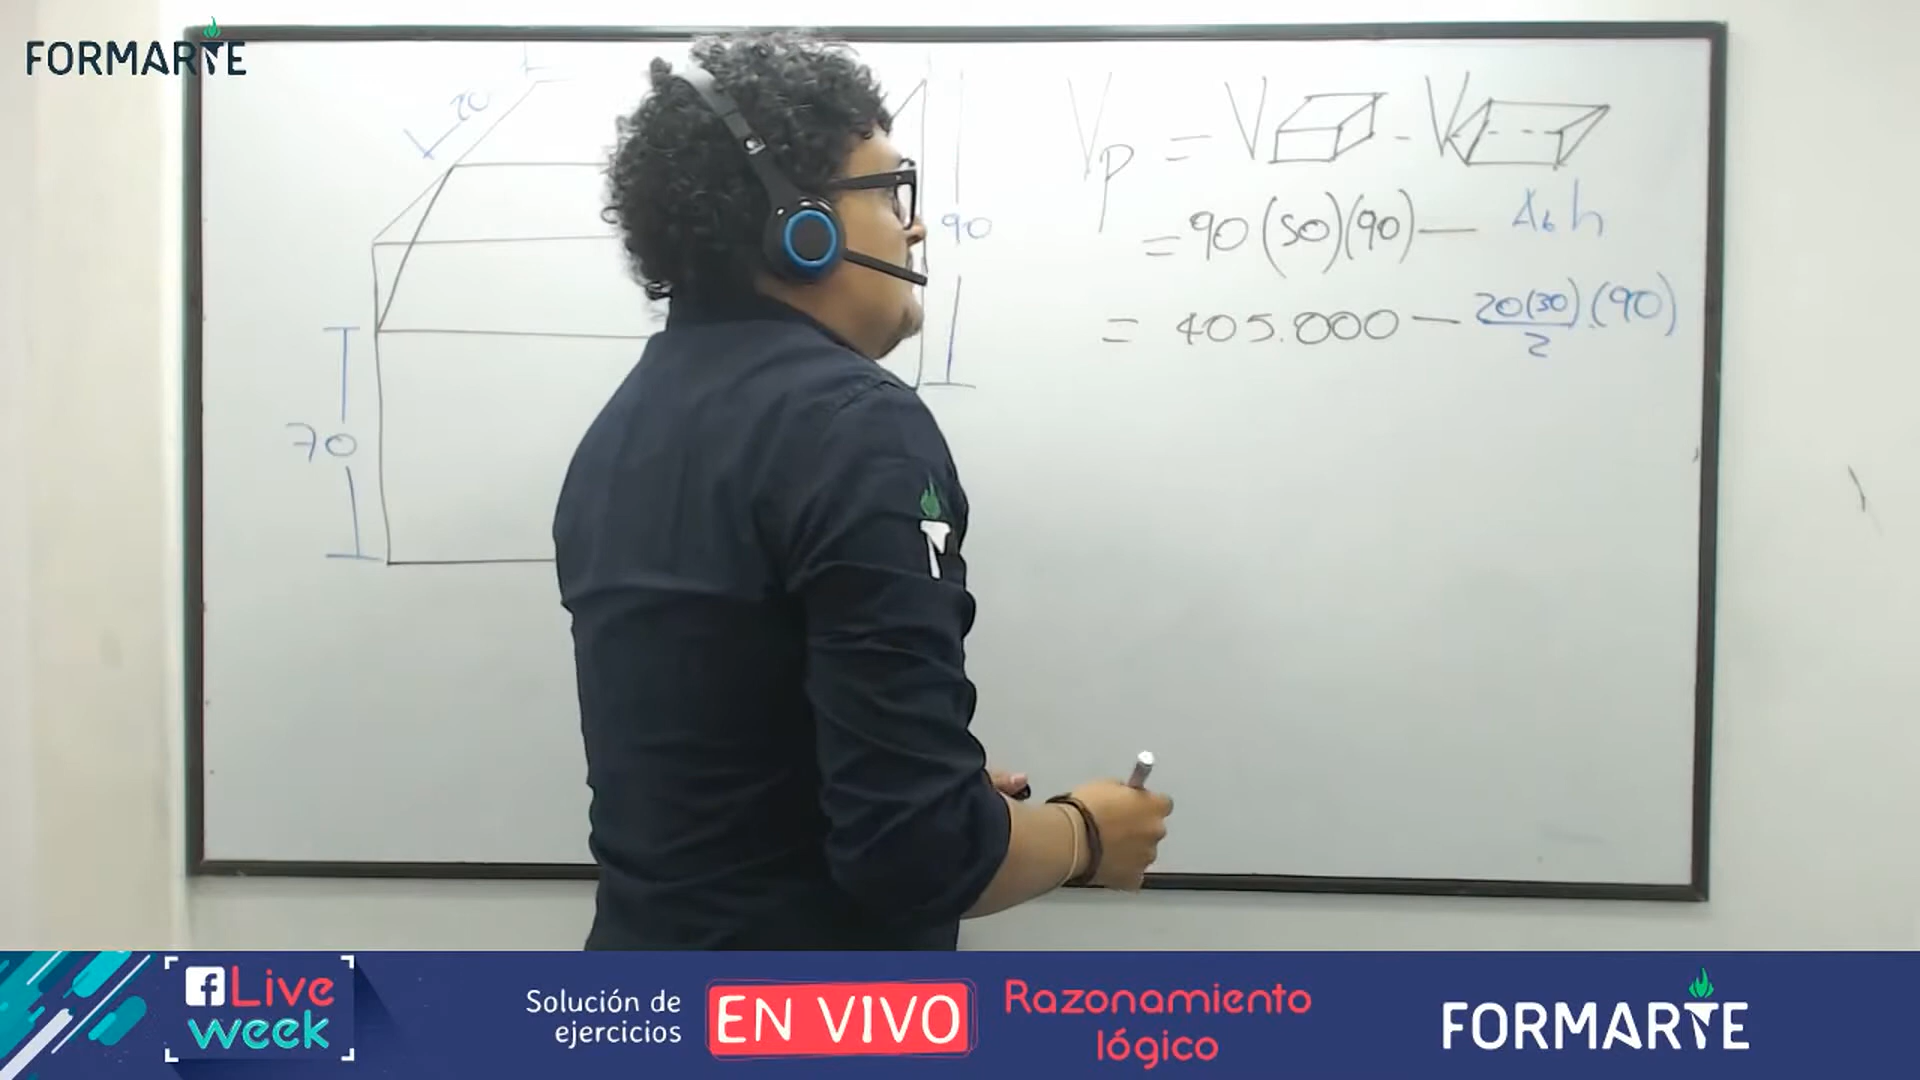 FORMARTE
20
90
70
Vp = V - V
= 90(50)(90) — Ab h
= 405.000 — 20(30)/2 . (90)
Live week
Solución de ejercicios
EN VIVO
Razonamiento lógico
FORMARTE